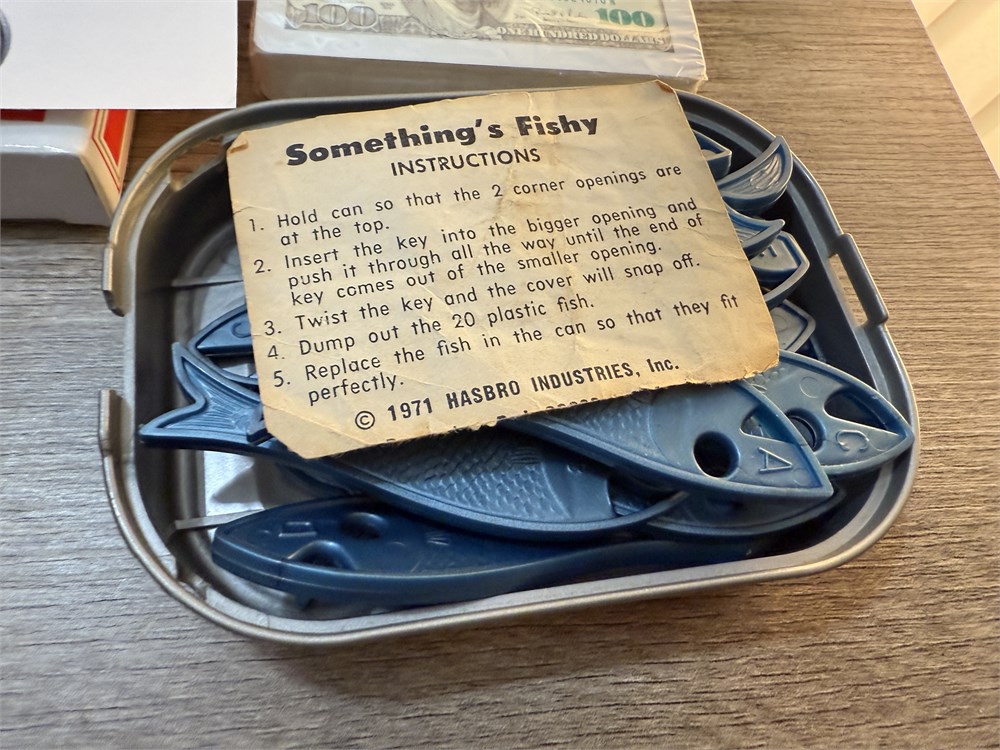 100
100
ONE HUNDRED DOLLARS
Something's Fishy
INSTRUCTIONS
1. Hold can so that the 2 corner openings are
at the top.
2. Insert the key into the bigger opening and
push it through all the way until the end of
key comes out of the smaller opening.
3. Twist the key and the cover will snap off.
4. Dump out the 20 plastic fish.
5. Replace the fish in the can so that they fit
perfectly.
© 1971 HASBRO INDUSTRIES, Inc.
A
C